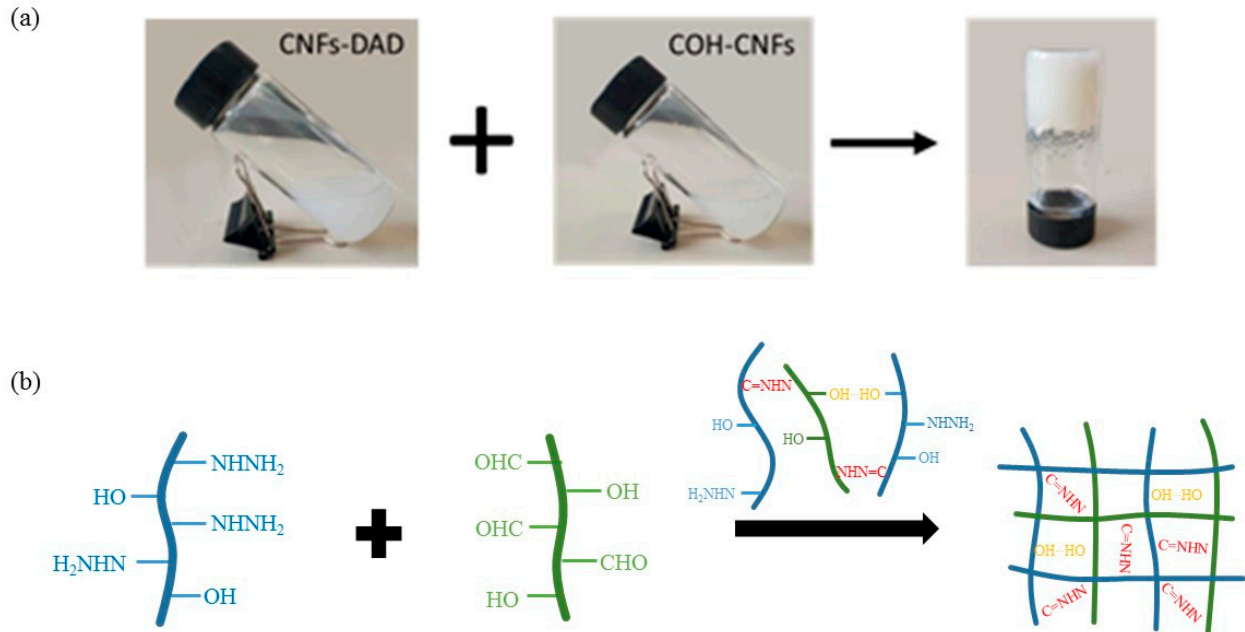 (a)
CNFs-DAD
COH-CNFs
(b)
NHNH₂
HO
NHNH₂
H₂NHN
OH
OHC
OH
OHC
CHO
HO
C=NHN
HO
H₂NHN
OH--HO
HO
NHN=C
NHNH₂
OH
C=NHN
OH--HO
OH--HO
C=NHN
C=NHN
C=NHN
C=NHN